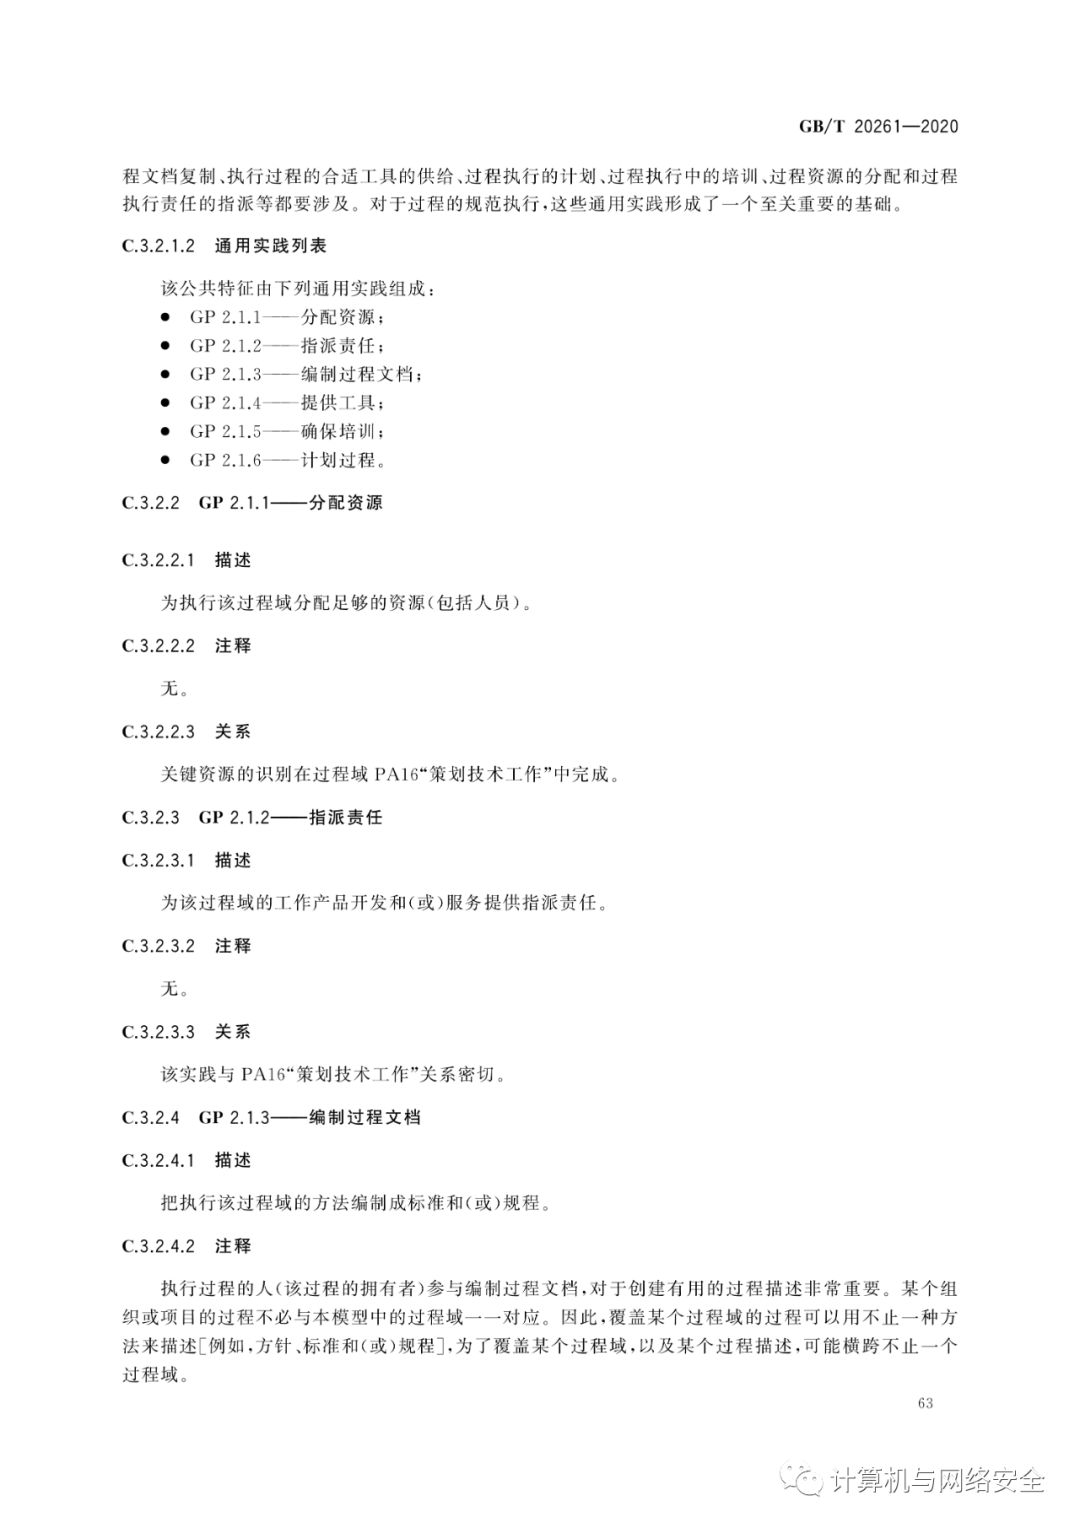 GB/T 20261—2020
程文档复制、执行过程的合适工具的供给、过程执行的计划、过程执行中的培训、过程资源的分配和过程
执行责任的指派等都要涉及。对于过程的规范执行,这些通用实践形成了一个至关重要的基础。
C.3.2.1.2 通用实践列表
该公共特征由下列通用实践组成:
● GP 2.1.1——分配资源;
● GP 2.1.2——指派责任;
● GP 2.1.3——编制过程文档;
● GP 2.1.4——提供工具;
● GP 2.1.5——确保培训;
● GP 2.1.6——计划过程。
C.3.2.2 GP 2.1.1——分配资源
C.3.2.2.1 描述
为执行该过程域分配足够的资源(包括人员)。
C.3.2.2.2 注释
无。
C.3.2.2.3 关系
关键资源的识别在过程域 PA16“策划技术工作”中完成。
C.3.2.3 GP 2.1.2——指派责任
C.3.2.3.1 描述
为该过程域的工作产品开发和(或)服务提供指派责任。
C.3.2.3.2 注释
无。
C.3.2.3.3 关系
该实践与 PA16“策划技术工作”关系密切。
C.3.2.4 GP 2.1.3——编制过程文档
C.3.2.4.1 描述
把执行该过程域的方法编制成标准和(或)规程。
C.3.2.4.2 注释
执行过程的人(该过程的拥有者)参与编制过程文档,对于创建有用的过程描述非常重要。某个组
织或项目的过程不必与本模型中的过程域一一对应。因此,覆盖某个过程域的过程可以用不止一种方
法来描述[例如,方针、标准和(或)规程],为了覆盖某个过程域,以及某个过程描述,可能横跨不止一个
过程域。
63
计算机与网络安全